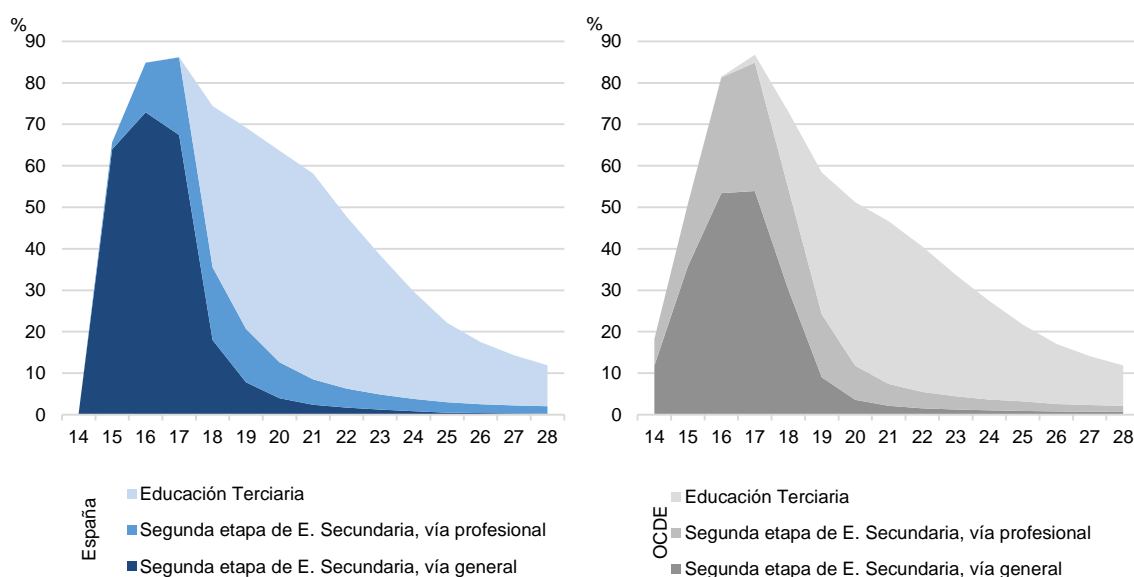 %
90
80
70
60
50
40
30
20
10
0
14 15 16 17 18 19 20 21 22 23 24 25 26 27 28
España
Educación Terciaria
Segunda etapa de E. Secundaria, vía profesional
Segunda etapa de E. Secundaria, vía general
%
90
80
70
60
50
40
30
20
10
0
14 15 16 17 18 19 20 21 22 23 24 25 26 27 28
OCDE
Educación Terciaria
Segunda etapa de E. Secundaria, vía profesional
Segunda etapa de E. Secundaria, vía general